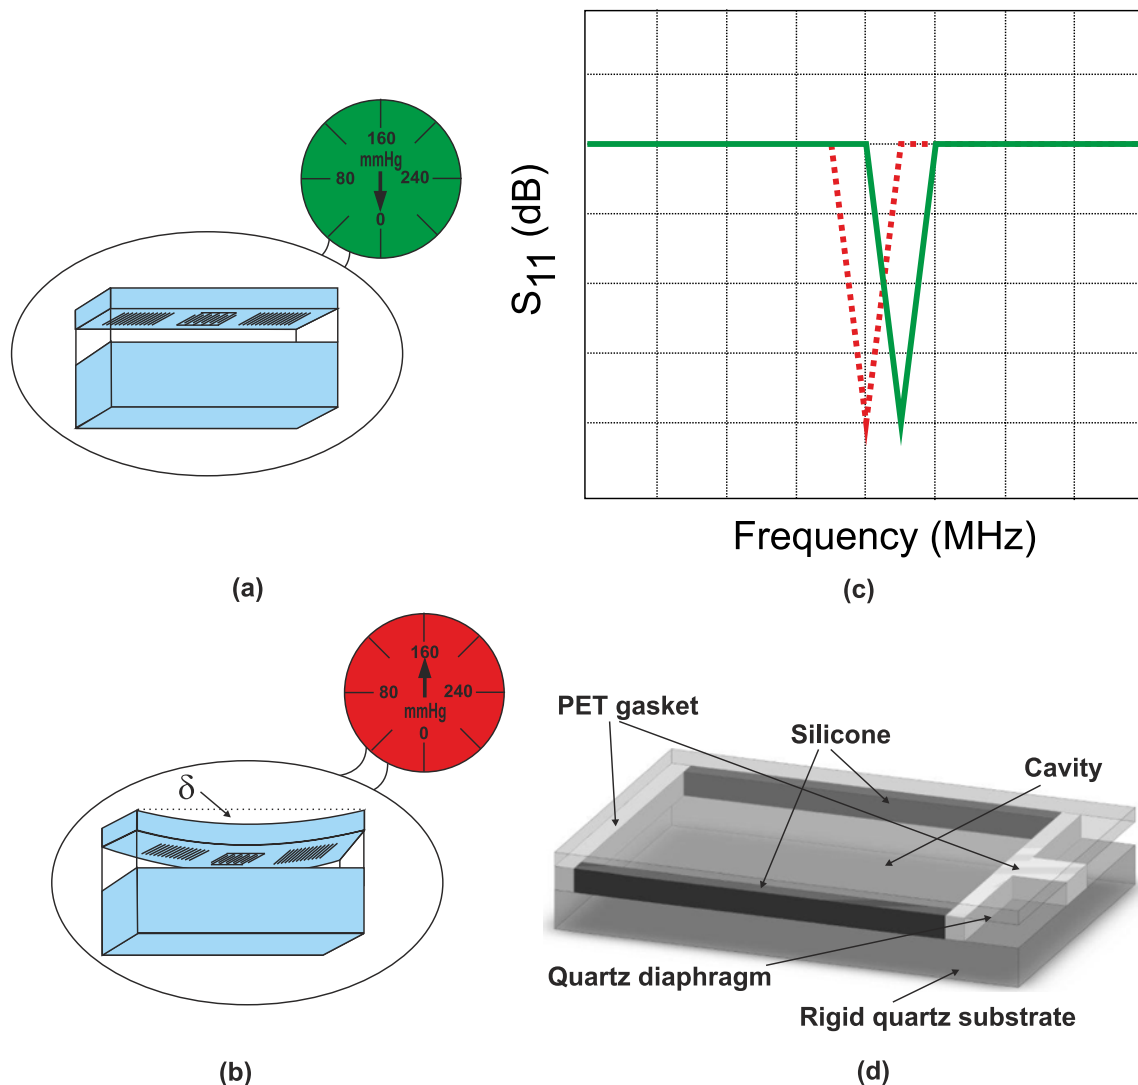 160
mmHg
80
240
0
(a)
S11 (dB)
Frequency (MHz)
(c)
160
80
240
mmHg
0
δ
(b)
PET gasket
Silicone
Cavity
Quartz diaphragm
Rigid quartz substrate
(d)